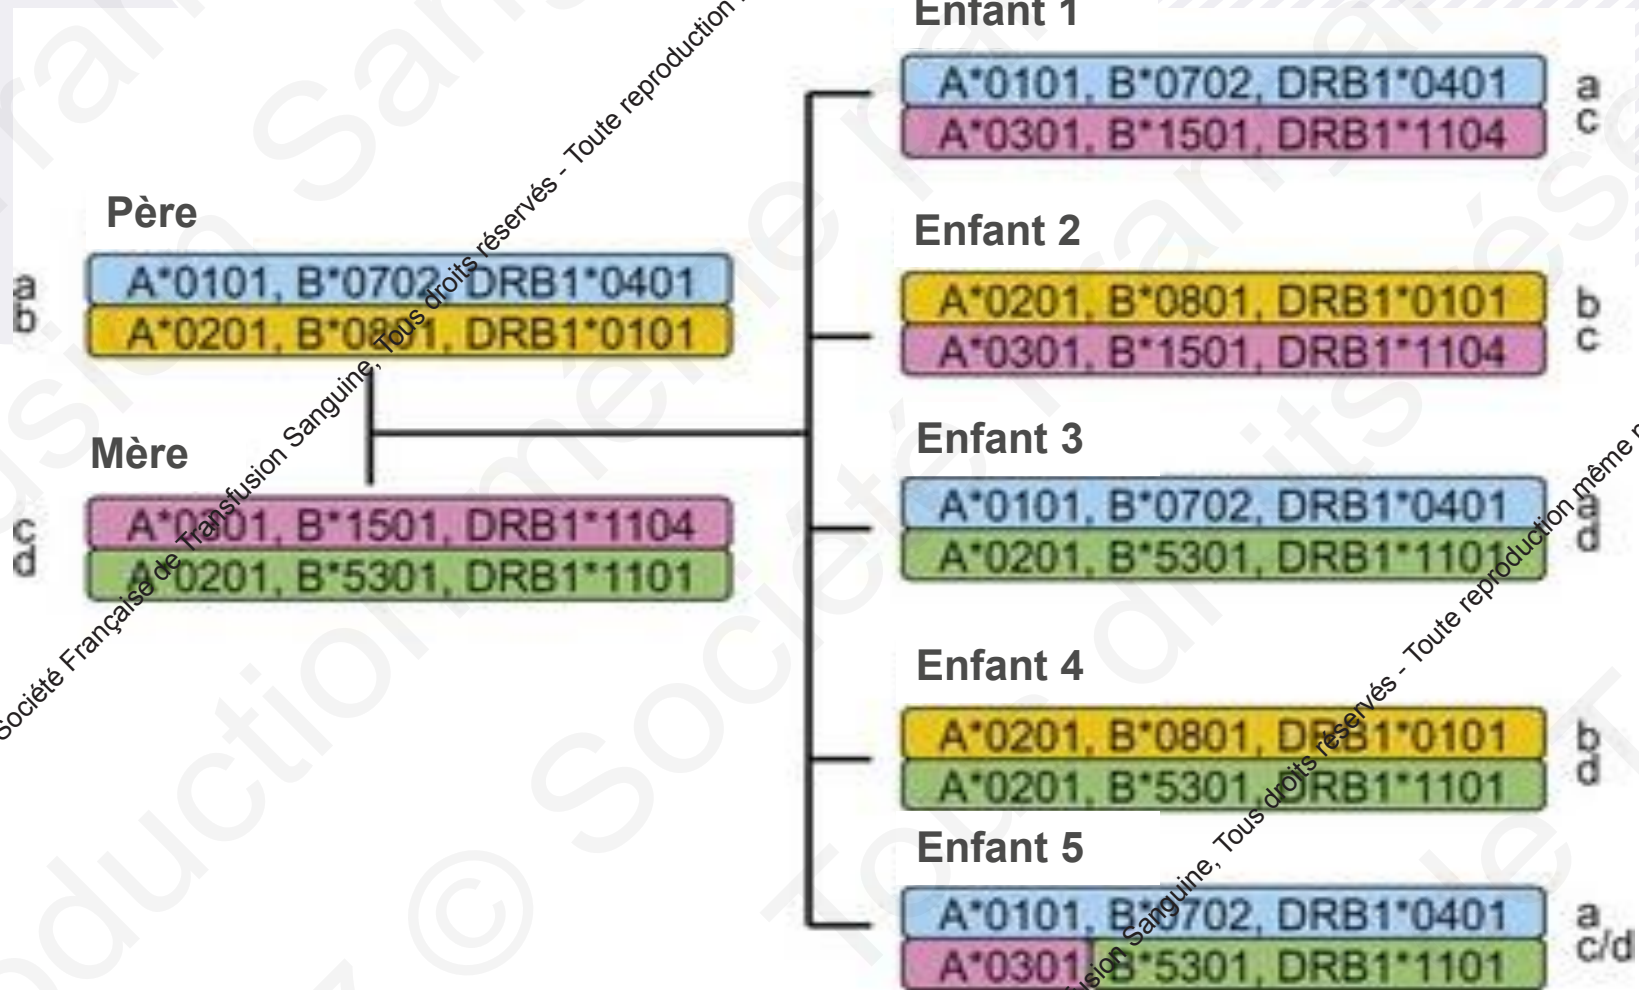 Père
a
A*0101, B*0702, DRB1*0401
b
A*0201, B*0801, DRB1*0101
Mère
c
A*0301, B*1501, DRB1*1104
d
A*0201, B*5301, DRB1*1101
Enfant 1
A*0101, B*0702, DRB1*0401
a
A*0301, B*1501, DRB1*1104
c
Enfant 2
A*0201, B*0801, DRB1*0101
b
A*0301, B*1501, DRB1*1104
c
Enfant 3
A*0101, B*0702, DRB1*0401
a
A*0201, B*5301, DRB1*1101
d
Enfant 4
A*0201, B*0801, DRB1*0101
b
A*0201, B*5301, DRB1*1101
d
Enfant 5
A*0101, B*0702, DRB1*0401
a
A*0301 B*5301, DRB1*1101
c/d
Société Française de Transfusion Sanguine, Tous droits réservés - Toute reproduction
Sanguine, Tous droits réservés - Toute reproduction même
© Société